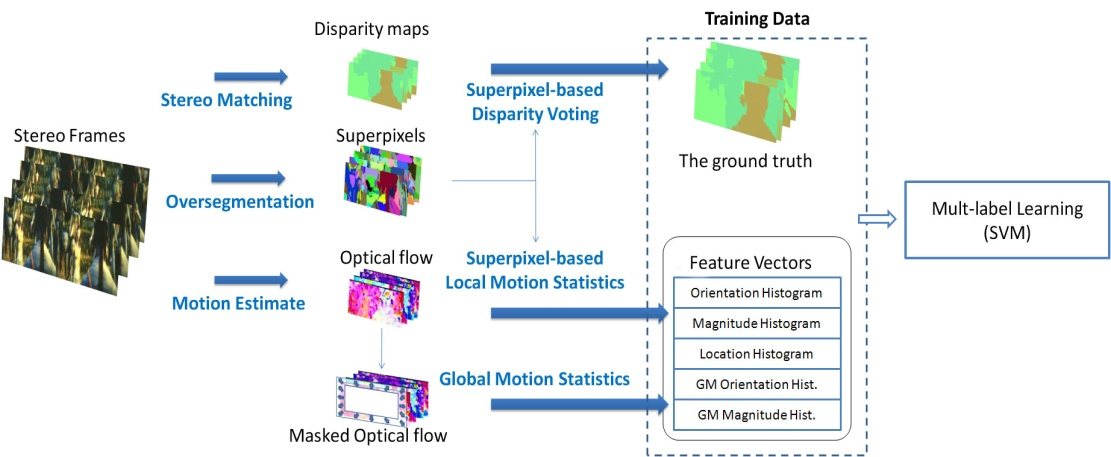 Training Data
Disparity maps
Stereo Matching
Superpixel-based
Disparity Voting
Stereo Frames
Superpixels
The ground truth
Oversegmentation
Mult-label Learning
(SVM)
Optical flow
Superpixel-based
Local Motion Statistics
Feature Vectors
Motion Estimate
Orientation Histogram
Magnitude Histogram
Location Histogram
Global Motion Statistics
GM Orientation Hist.
GM Magnitude Hist.
Masked Optical flow